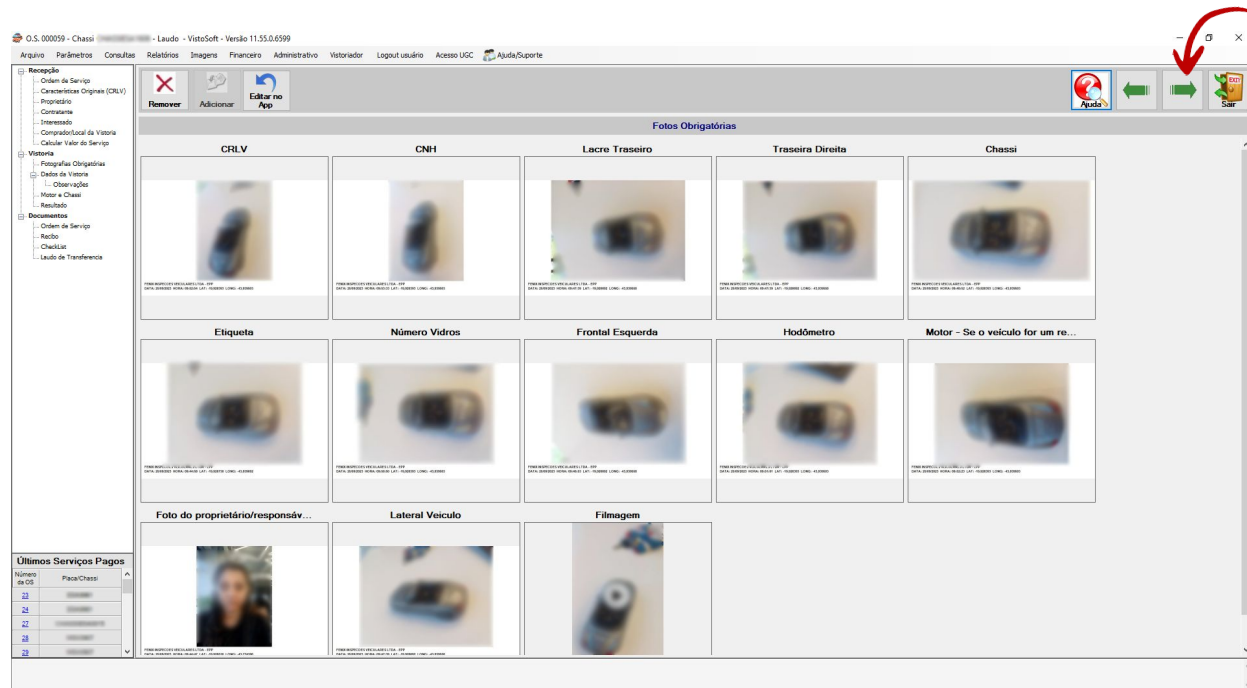 O.S. 000059 - Chassi - Laudo - VistoSoft - Versão 11.55.0.6599
Arquivo Parâmetros Consultas Relatórios Imagens Financeiro Administrativo Vistoriador Logout usuário Acesso UGC Ajuda/Suporte
Recepção
Ordem de Serviço
Características Originais (CRLV)
Proprietário
Contratante
Interessado
Comprador/Local da Vistoria
Calcular Valor do Serviço
Vistoria
Fotografias Obrigatórias
Dados da Vistoria
Observações
Motor e Chassi
Resultado
Documentos
Ordem de Serviço
Recibo
CheckList
Laudo de Transferencia
Remover
Adicionar
Editar no
App
Ajuda
EXIT
Sair
Fotos Obrigatórias
CRLV CNH Lacre Traseiro Traseira Direita Chassi
Etiqueta Número Vidros Frontal Esquerda Hodômetro Motor - Se o veículo for um re...
Foto do proprietário/responsáv... Lateral Veiculo Filmagem
Últimos Serviços Pagos
Número
da OS
Placa/Chassi
23
24
27
28
29